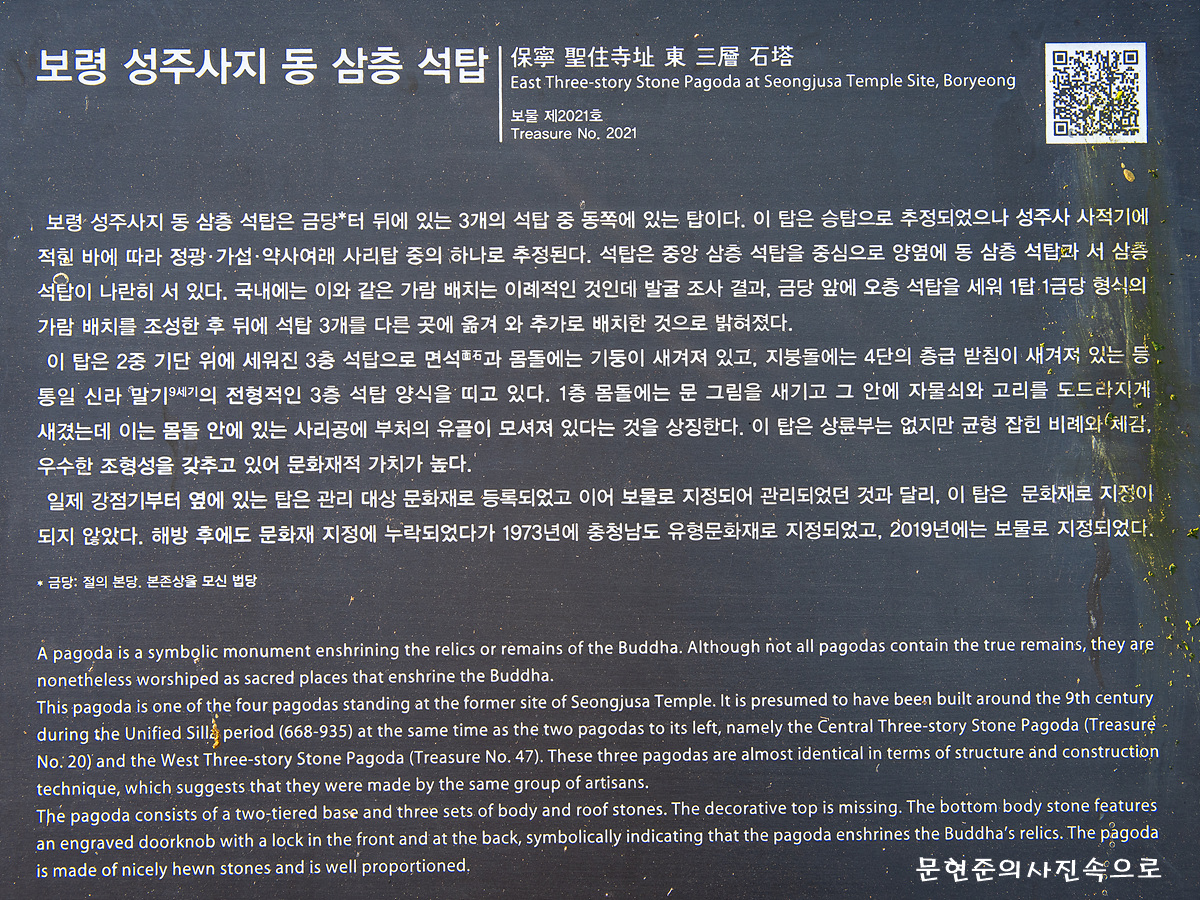 보령 성주사지 동 삼층 석탑
保寧 聖住寺址 東 三層 石塔
East Three-story Stone Pagoda at Seongjusa Temple Site, Boryeong
보물 제2021호
Treasure No. 2021
보령 성주사지 동 삼층 석탑은 금당*터 뒤에 있는 3개의 석탑 중 동쪽에 있는 탑이다. 이 탑은 승탑으로 추정되었으나 성주사 사적기에
적힌 바에 따라 정광·가섭·약사여래 사리탑 중의 하나로 추정된다. 석탑은 중앙 삼층 석탑을 중심으로 양옆에 동 삼층 석탑과 서 삼층
석탑이 나란히 서 있다. 국내에는 이와 같은 가람 배치는 이례적인 것인데 발굴 조사 결과, 금당 앞에 오층 석탑을 세워 1탑 1금당 형식의
가람 배치를 조성한 후 뒤에 석탑 3개를 다른 곳에 옮겨 와 추가로 배치한 것으로 밝혀졌다.
이 탑은 2중 기단 위에 세워진 3층 석탑으로 면석面石과 몸돌에는 기둥이 새겨져 있고, 지붕돌에는 4단의 층급 받침이 새겨져 있는 등
통일 신라 말기9세기의 전형적인 3층 석탑 양식을 띠고 있다. 1층 몸돌에는 문 그림을 새기고 그 안에 자물쇠와 고리를 도드라지게
새겼는데 이는 몸돌 안에 있는 사리공에 부처의 유골이 모셔져 있다는 것을 상징한다. 이 탑은 상륜부는 없지만 균형 잡힌 비례와 체감,
우수한 조형성을 갖추고 있어 문화재적 가치가 높다.
일제 강점기부터 옆에 있는 탑은 관리 대상 문화재로 등록되었고 이어 보물로 지정되어 관리되었던 것과 달리, 이 탑은 문화재로 지정이
되지 않았다. 해방 후에도 문화재 지정에 누락되었다가 1973년에 충청남도 유형문화재로 지정되었고, 2019년에는 보물로 지정되었다.
* 금당: 절의 본당. 본존상을 모신 법당
A pagoda is a symbolic monument enshrining the relics or remains of the Buddha. Although not all pagodas contain the true remains, they are
nonetheless worshiped as sacred places that enshrine the Buddha.
This pagoda is one of the four pagodas standing at the former site of Seongjusa Temple. It is presumed to have been built around the 9th century
during the Unified Silla period (668-935) at the same time as the two pagodas to its left, namely the Central Three-story Stone Pagoda (Treasure
No. 20) and the West Three-story Stone Pagoda (Treasure No. 47). These three pagodas are almost identical in terms of structure and construction
technique, which suggests that they were made by the same group of artisans.
The pagoda consists of a two-tiered base and three sets of body and roof stones. The decorative top is missing. The bottom body stone features
an engraved doorknob with a lock in the front and at the back, symbolically indicating that the pagoda enshrines the Buddha's relics. The pagoda
is made of nicely hewn stones and is well proportioned.
문현준의사진속으로